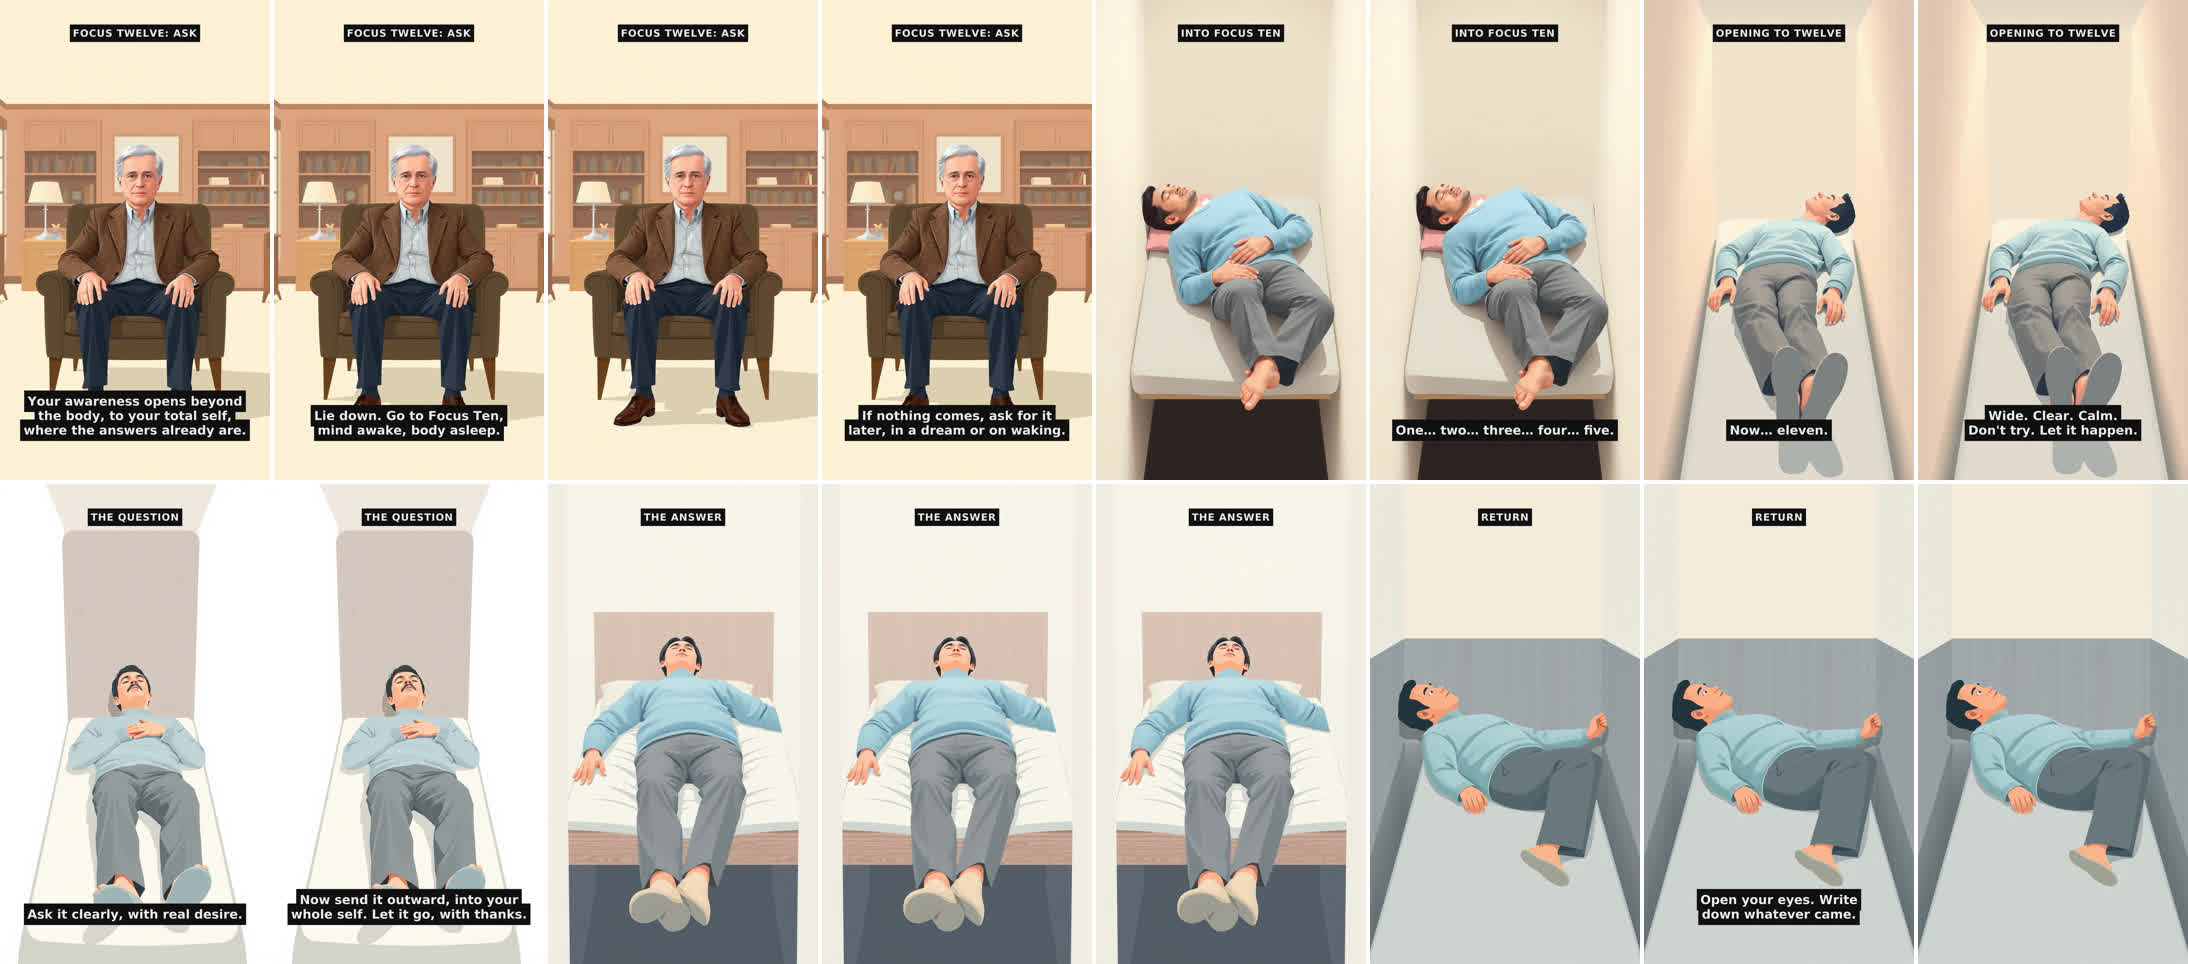 FOCUS TWELVE: ASK
Your awareness opens beyond
the body, to your total self,
where the answers already are.
FOCUS TWELVE: ASK
Lie down. Go to Focus Ten,
mind awake, body asleep.
FOCUS TWELVE: ASK
FOCUS TWELVE: ASK
If nothing comes, ask for it
later, in a dream or on waking.
INTO FOCUS TEN
INTO FOCUS TEN
One... two... three... four... five.
OPENING TO TWELVE
Now... eleven.
OPENING TO TWELVE
Wide. Clear. Calm.
Don't try. Let it happen.
THE QUESTION
Ask it clearly, with real desire.
THE QUESTION
Now send it outward, into your
whole self. Let it go, with thanks.
THE ANSWER
THE ANSWER
THE ANSWER
RETURN
RETURN
Open your eyes. Write
down whatever came.